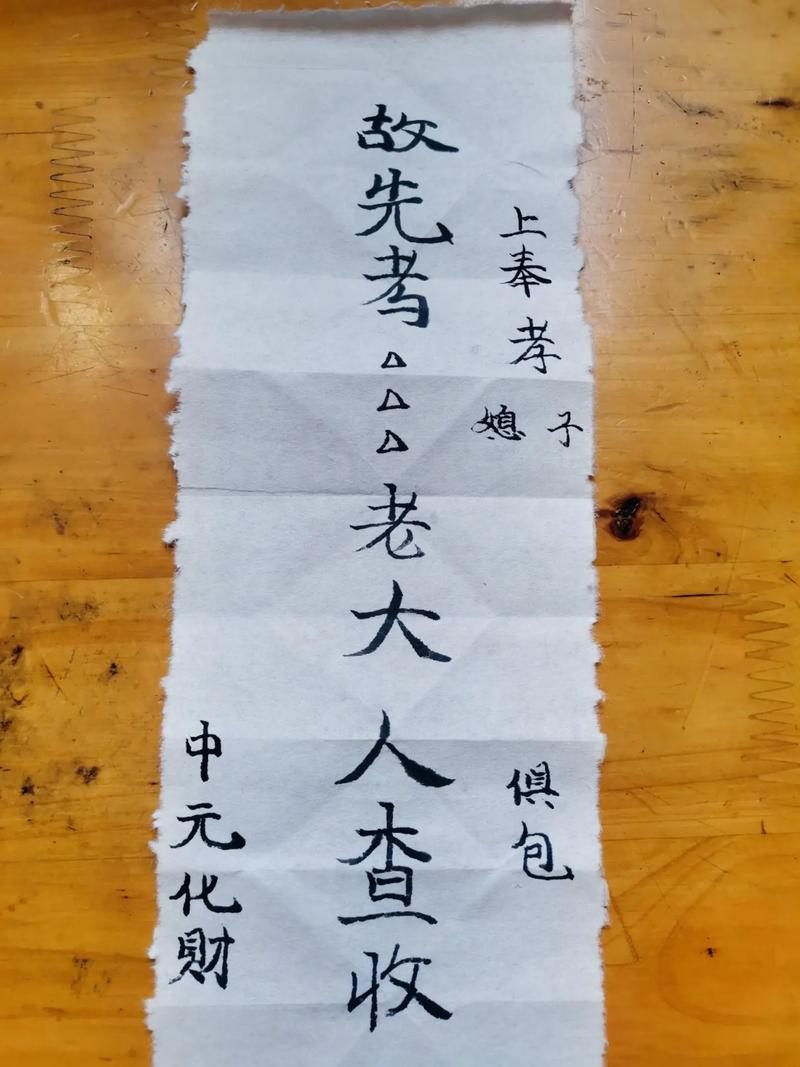 上奉孝
媳子
俱包
故先考△△△老大人查收
中元化財